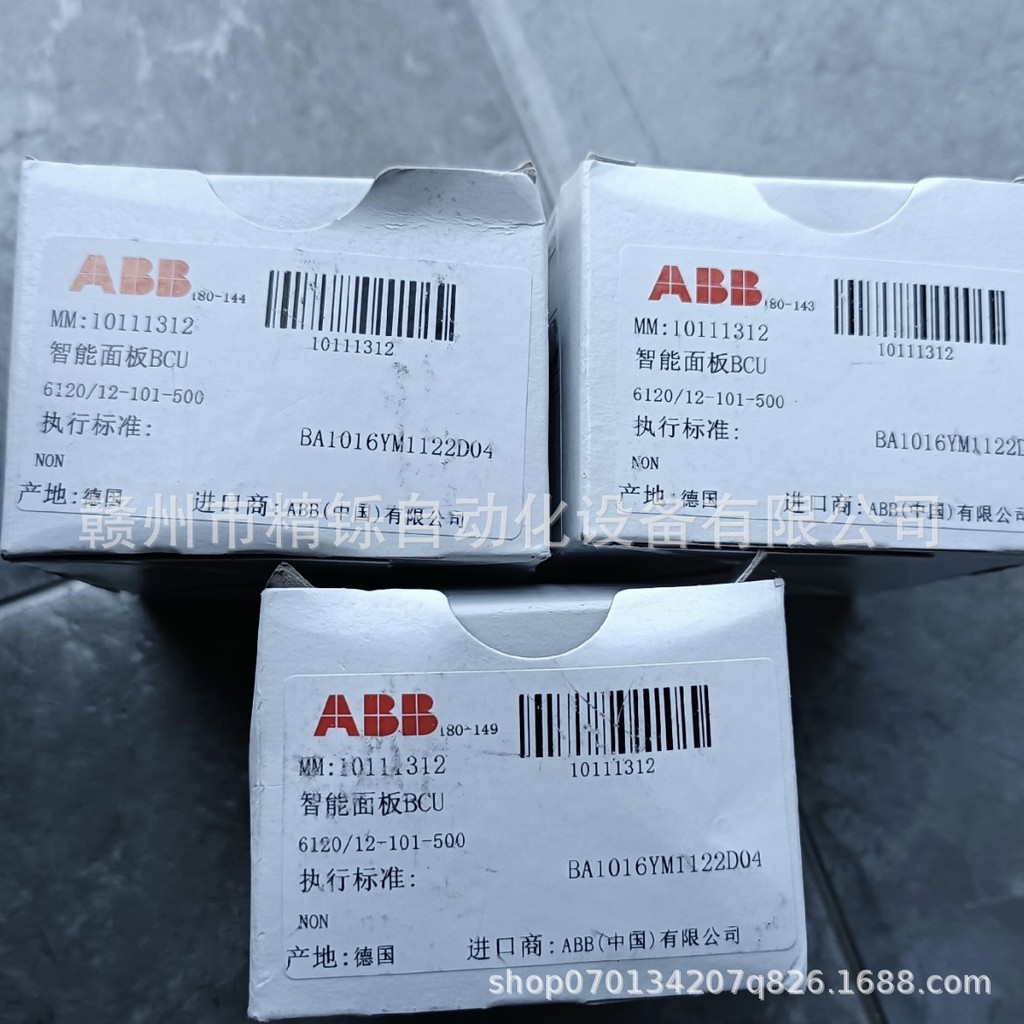 ABB 180-144
MM:10111312
10111312
智能面板BCU
6120/12-101-500
执行标准:
BA1016YM1122D04
NON
产地:德国 进口商:ABB(中国)有限公司
ABB 180-143
MM:10111312
10111312
智能面板BCU
6120/12-101-500
执行标准:
BA1016YM1122D
NON
产地:德国 进口商:ABB(中国)有限公司
赣州市精铄自动化设备有限公司
ABB 180-149
MM:10111312
10111312
智能面板BCU
6120/12-101-500
执行标准:
BA1016YM1122D04
NON
产地:德国 进口商:ABB(中国)有限公司
shop070134207q826.1688.com